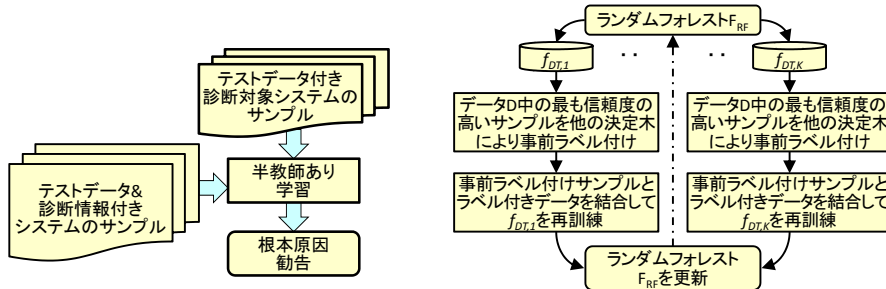 テストデータ付き
診断対象システムの
サンプル
テストデータ&
診断情報付き
システムのサンプル
半教師あり
学習
根本原因
勧告
ランダムフォレストF_RF
f_DT,1
. .
. .
f_DT,K
データD中の最も信頼度の
高いサンプルを他の決定木
により事前ラベル付け
データD中の最も信頼度の
高いサンプルを他の決定木
により事前ラベル付け
事前ラベル付けサンプルと
ラベル付きデータを結合して
f_DT,1を再訓練
事前ラベル付けサンプルと
ラベル付きデータを結合して
f_DT,Kを再訓練
ランダムフォレスト
F_RFを更新